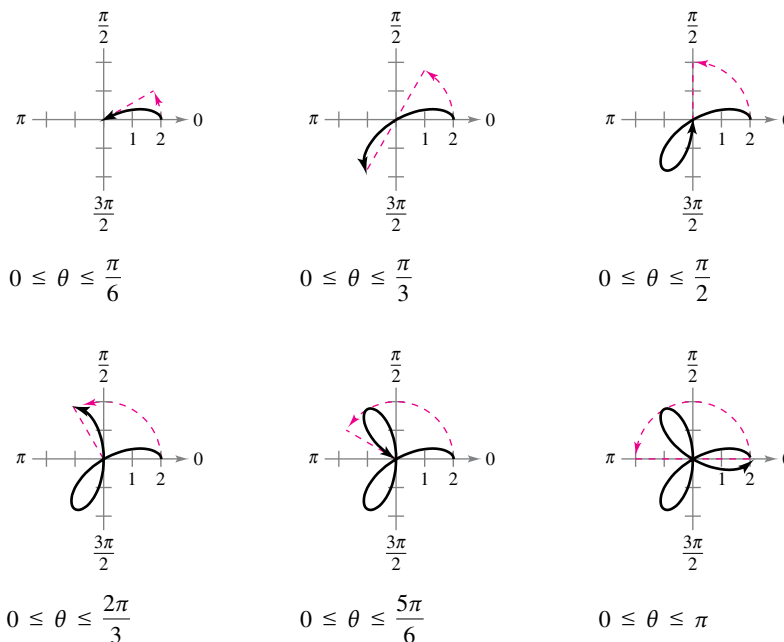 π/2
π 1 2 0
3π/2
0 ≤ θ ≤ π/6
π/2
π 1 2 0
3π/2
0 ≤ θ ≤ π/3
π/2
π 1 2 0
3π/2
0 ≤ θ ≤ π/2
π/2
π 1 2 0
3π/2
0 ≤ θ ≤ 2π/3
π/2
π 1 2 0
3π/2
0 ≤ θ ≤ 5π/6
π/2
π 1 2 0
3π/2
0 ≤ θ ≤ π